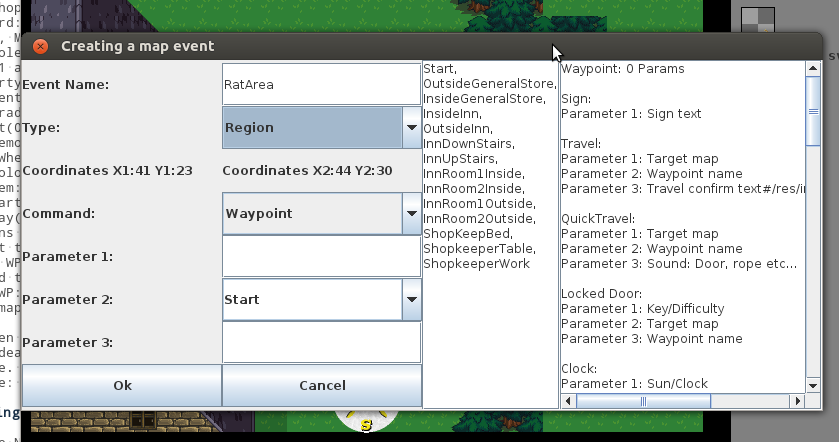 Creating a map event
Event Name:
RatArea
Type:
Region
Coordinates X1:41 Y1:23
Coordinates X2:44 Y2:30
Command:
Waypoint
Parameter 1:
Parameter 2:
Start
Parameter 3:
Ok
Cancel
Start,
OutsideGeneralStore,
InsideGeneralStore,
InsideInn,
OutsideInn,
InnDownStairs,
InnUpStairs,
InnRoom1Inside,
InnRoom2Inside,
InnRoom1Outside,
InnRoom2Outside,
ShopKeepBed,
ShopkeeperTable,
ShopkeeperWork
Waypoint: 0 Params
Sign:
Parameter 1: Sign text
Travel:
Parameter 1: Target map
Parameter 2: Waypoint name
Parameter 3: Travel confirm text#/res/i
QuickTravel:
Parameter 1: Target map
Parameter 2: Waypoint name
Parameter 3: Sound: Door, rope etc...
Locked Door:
Parameter 1: Key/Difficulty
Parameter 2: Target map
Parameter 3: Waypoint name
Clock:
Parameter 1: Sun/Clock
S